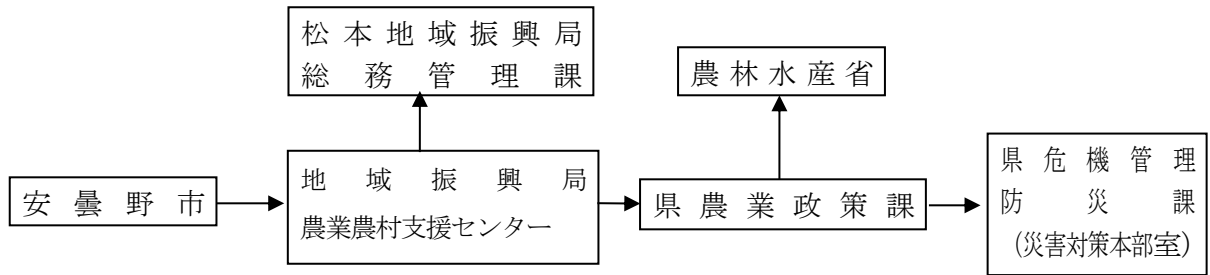 松本地域振興局
総務管理課
農林水産省
安曇野市
地域振興局
農業農村支援センター
県農業政策課
県危機管理
防災課
(災害対策本部室)